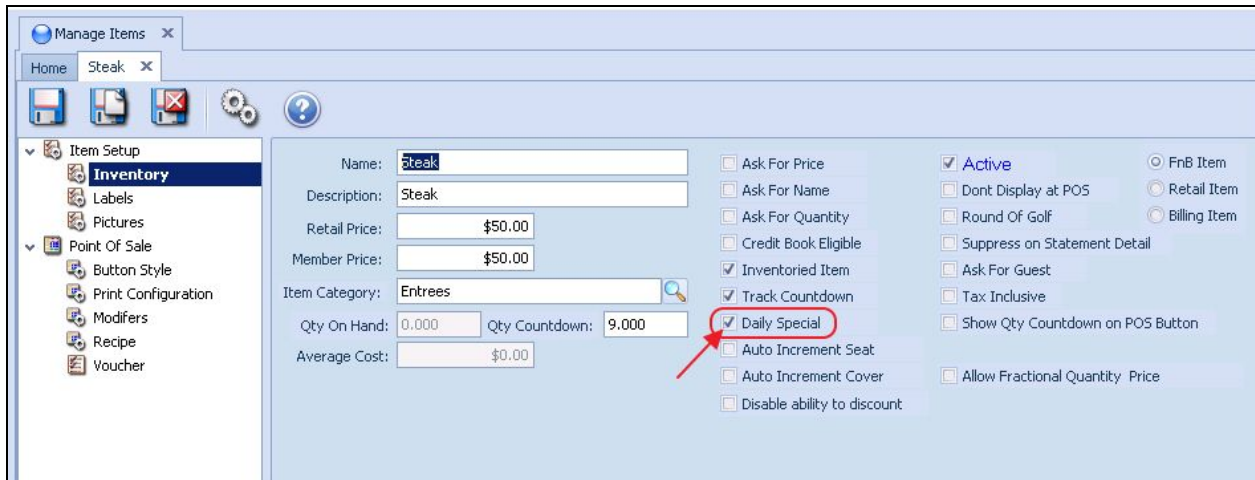 Manage Items
Home Steak
Item Setup
Inventory
Labels
Pictures
Point Of Sale
Button Style
Print Configuration
Modifers
Recipe
Voucher
Name: Steak
Description: Steak
Retail Price: $50.00
Member Price: $50.00
Item Category: Entrees
Qty On Hand: 0.000 Qty Countdown: 9.000
Average Cost: $0.00
Ask For Price
Ask For Name
Ask For Quantity
Credit Book Eligible
Inventoried Item
Track Countdown
Daily Special
Auto Increment Seat
Auto Increment Cover
Disable ability to discount
Active
Dont Display at POS
Round Of Golf
Suppress on Statement Detail
Ask For Guest
Tax Inclusive
Show Qty Countdown on POS Button
Allow Fractional Quantity Price
FnB Item
Retail Item
Billing Item